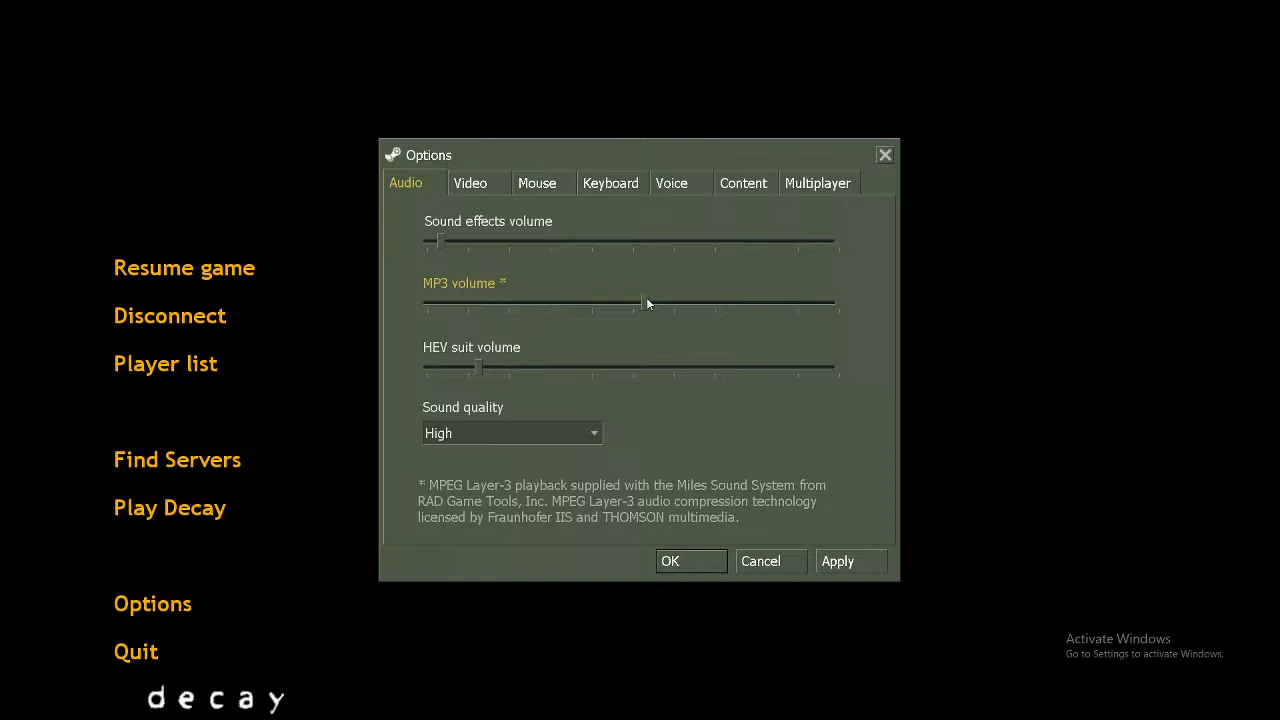 Options
Audio Video Mouse Keyboard Voice Content Multiplayer
Sound effects volume
MP3 volume *
HEV suit volume
Sound quality
High
* MPEG Layer-3 playback supplied with the Miles Sound System from
RAD Game Tools, Inc. MPEG Layer-3 audio compression technology
licensed by Fraunhofer IIS and THOMSON multimedia.
OK Cancel Apply
Resume game
Disconnect
Player list
Find Servers
Play Decay
Options
Quit
decay
Activate Windows
Go to Settings to activate Windows.